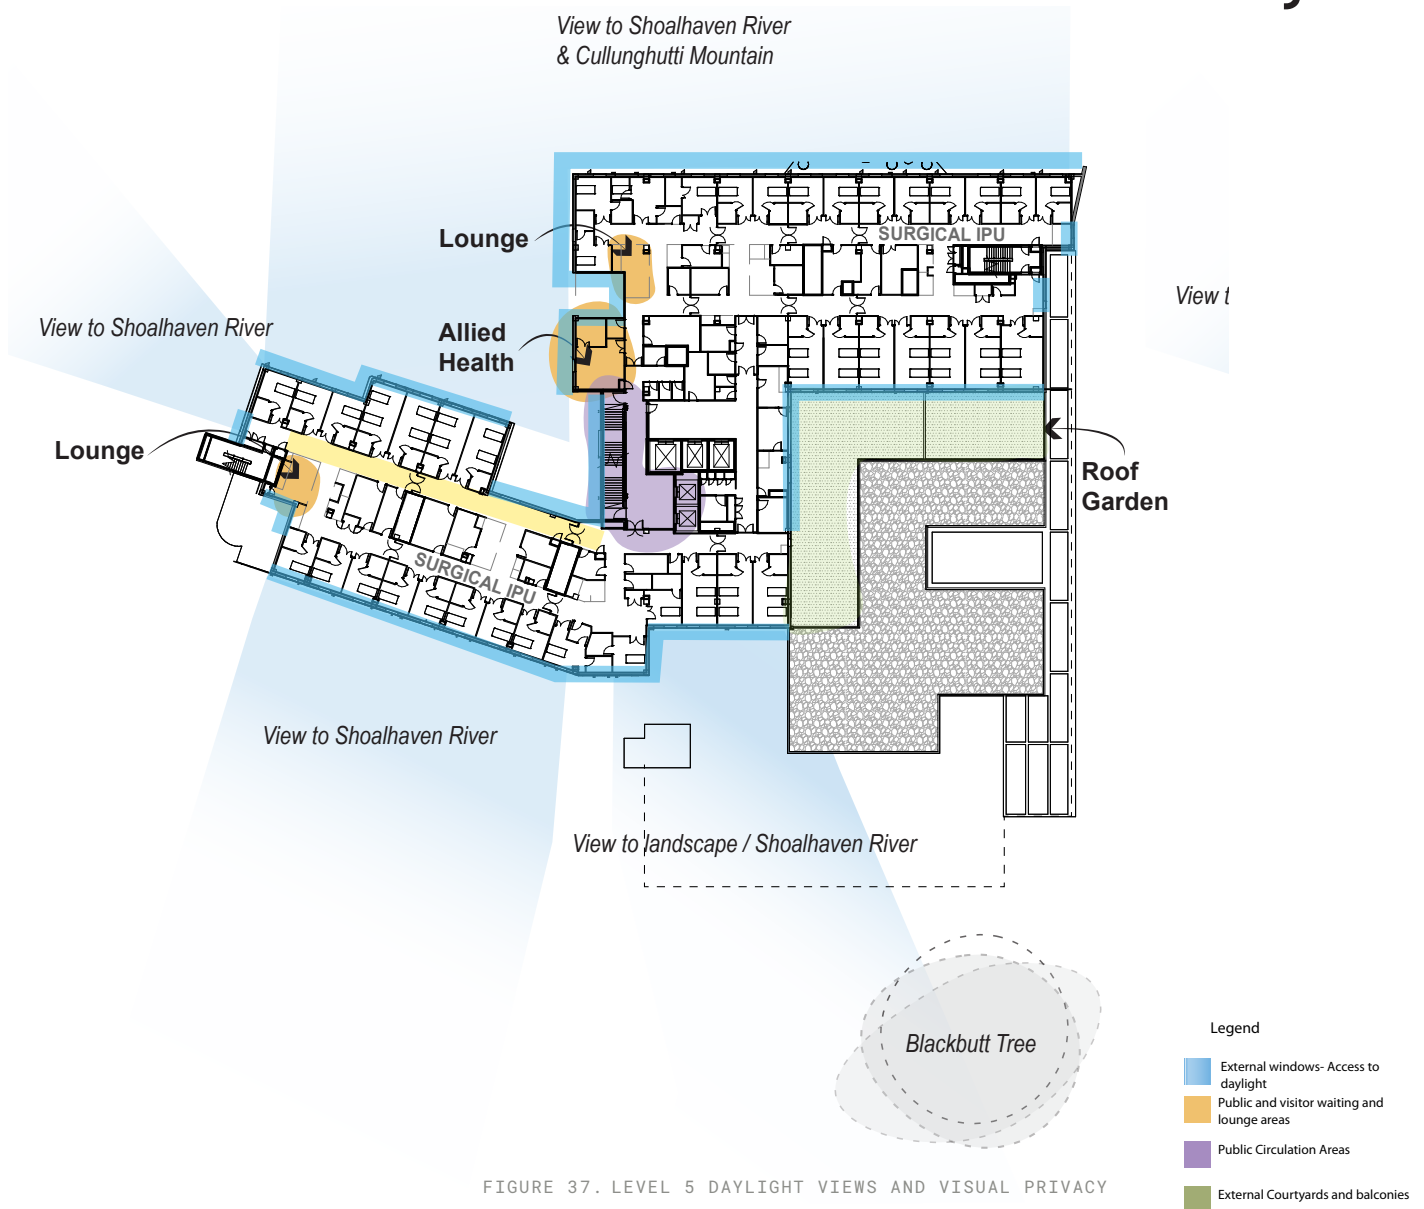 View to Shoalhaven River
& Cullunghutti Mountain
SURGICAL IPU
Lounge
View t
View to Shoalhaven River
Allied
Health
Lounge
Roof
Garden
SURGICAL IPU
View to Shoalhaven River
View to landscape / Shoalhaven River
Blackbutt Tree
Legend
External windows- Access to
daylight
Public and visitor waiting and
lounge areas
Public Circulation Areas
External Courtyards and balconies
FIGURE 37. LEVEL 5 DAYLIGHT VIEWS AND VISUAL PRIVACY